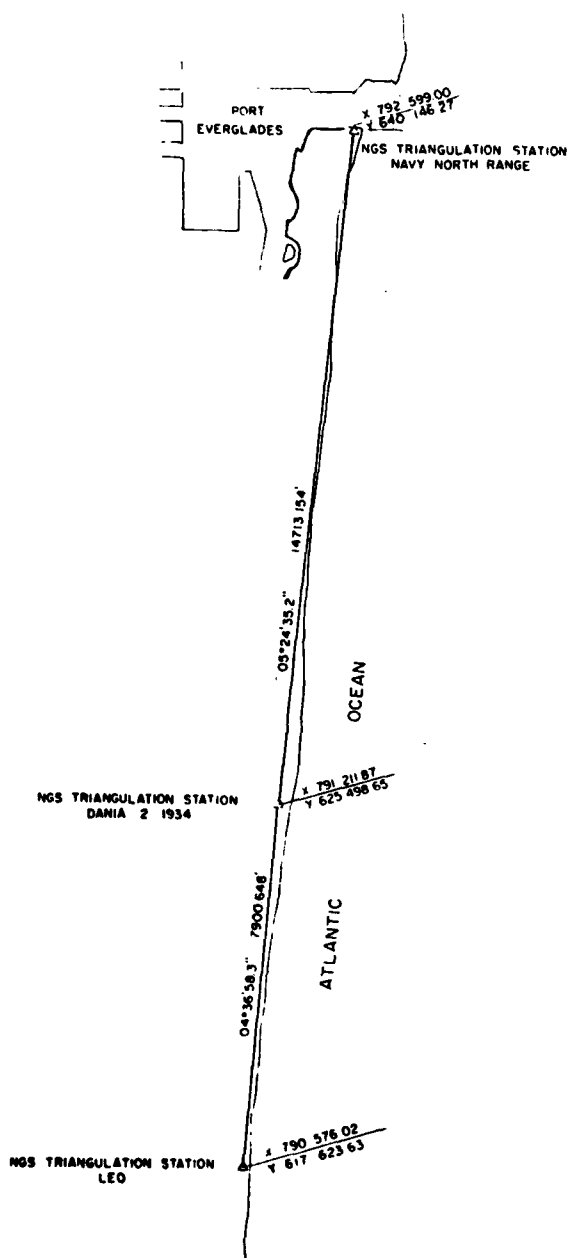 PORT
EVERGLADES
X 792 599.00
Y 640 146.27
NGS TRIANGULATION STATION
NAVY NORTH RANGE
14713.154'
05°24'35.2"
OCEAN
NGS TRIANGULATION STATION
DANIA 2 1934
X 791 211.87
Y 625 498.65
7900.648'
04°36'58.3"
ATLANTIC
NGS TRIANGULATION STATION
LEO
X 790 576.02
Y 617 623.63